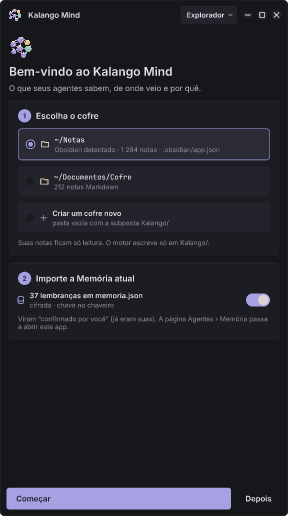 Kalango Mind
Explorador
Bem-vindo ao Kalango Mind
O que seus agentes sabem, de onde veio e por quê.
1 Escolha o cofre
~/Notas
Obsidian detectado · 1 284 notas · .obsidian/app.json
~/Documentos/Cofre
212 notas Markdown
Criar um cofre novo
pasta vazia com a subpasta Kalango/
Suas notas ficam só leitura. O motor escreve só em Kalango/.
2 Importe a Memória atual
37 lembranças em memoria.json
cifrada · chave no chaveiro
Viram "confirmado por você" (já eram suas). A página Agentes › Memória passa
a abrir este app.
Começar
Depois